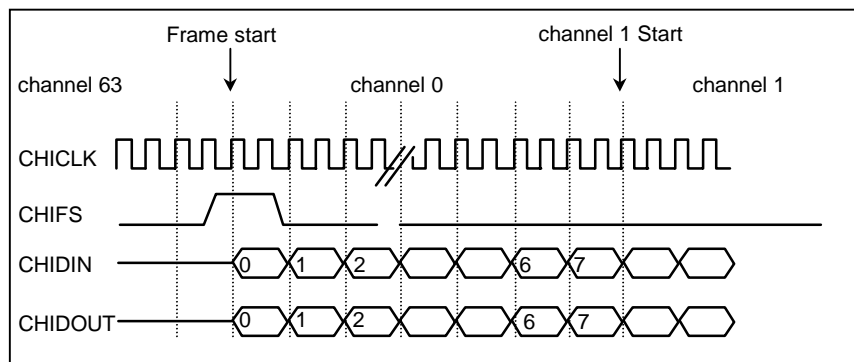 Frame start channel 1 Start
channel 63 channel 0 channel 1
CHICLK
CHIFS
CHIDIN 0 1 2 6 7
CHIDOUT 0 1 2 6 7